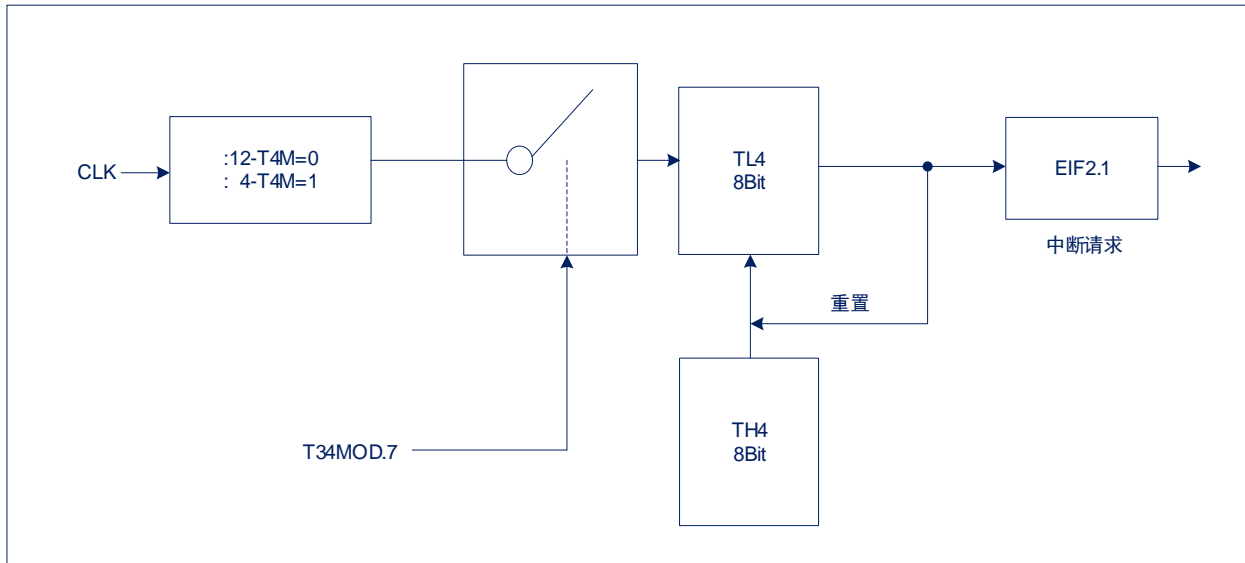 CLK
:12-T4M=0
: 4-T4M=1
TL4
8Bit
EIF2.1
中断请求
重置
TH4
8Bit
T34MOD.7